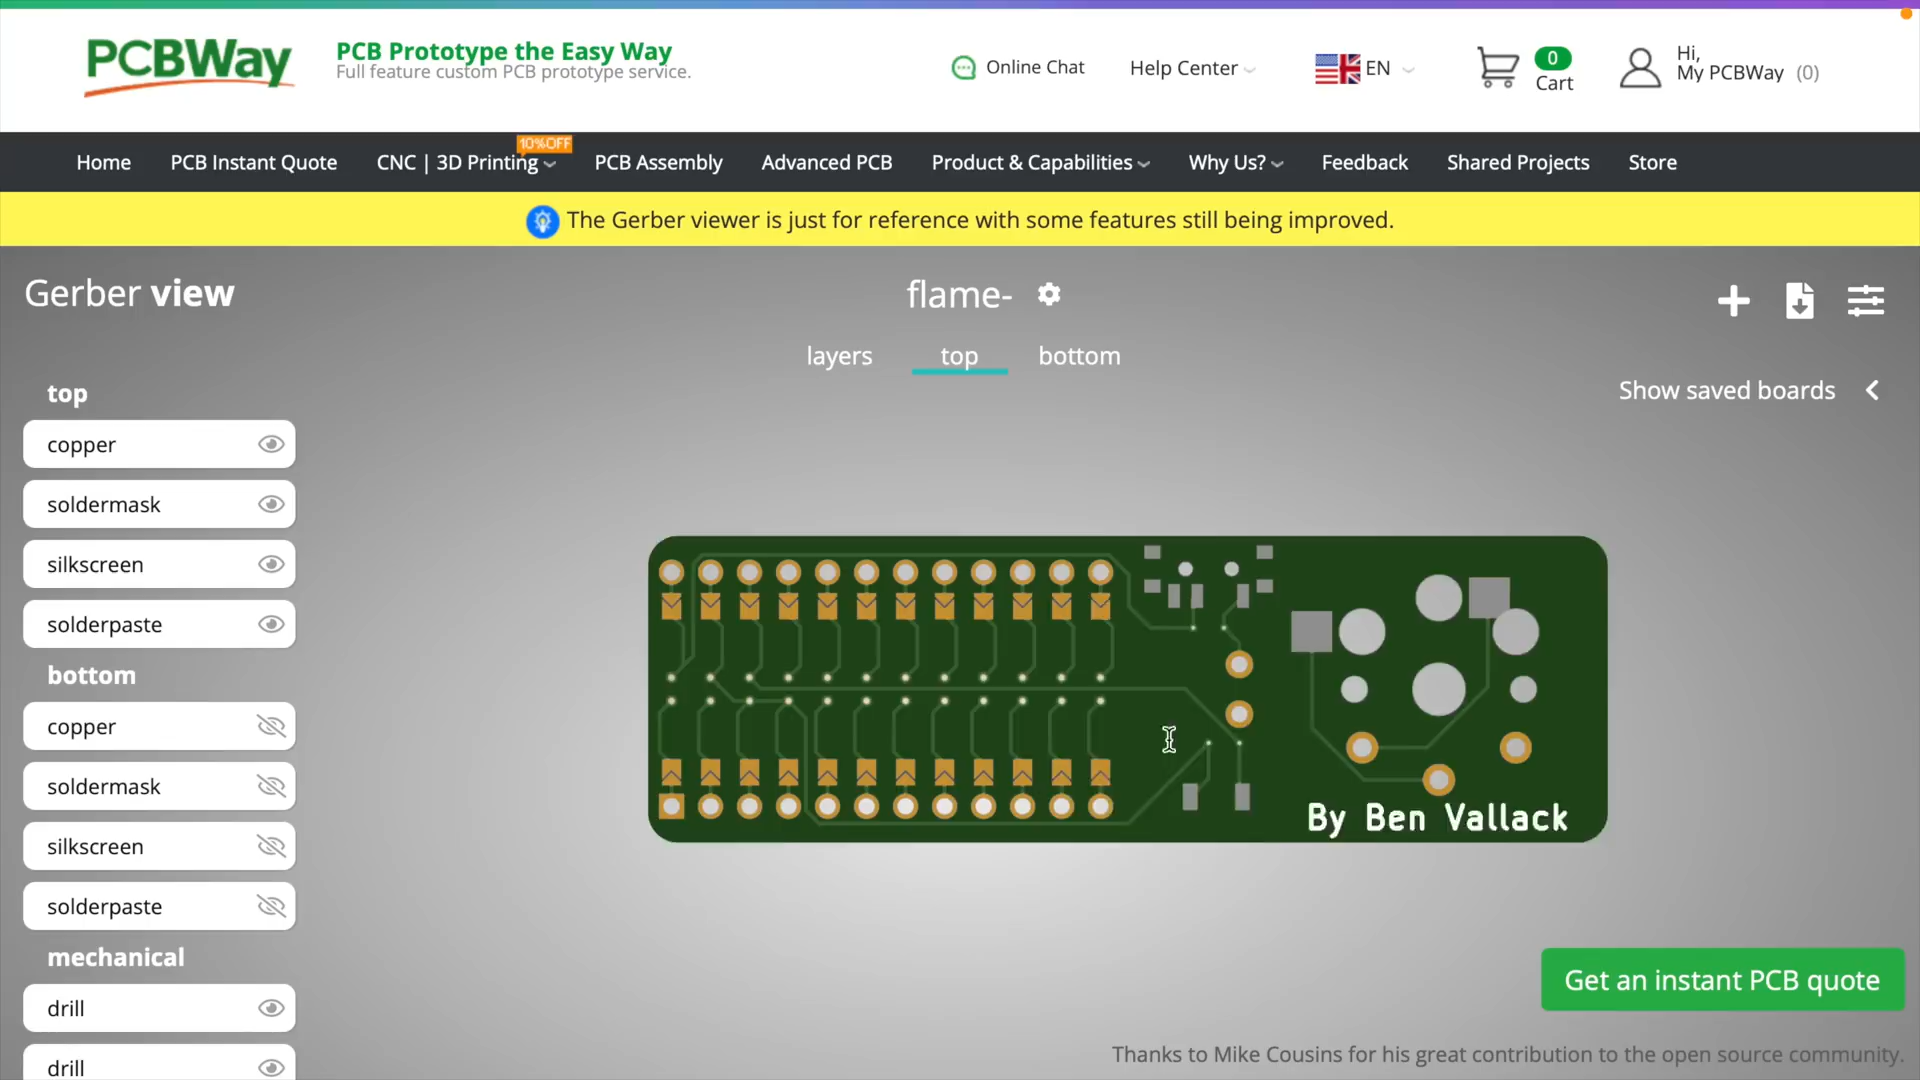 PCBWay
PCB Prototype the Easy Way
Full feature custom PCB prototype service.
Online Chat
Help Center
EN
0
Cart
Hi,
My PCBWay (0)
10%OFF
Home
PCB Instant Quote
CNC | 3D Printing
PCB Assembly
Advanced PCB
Product & Capabilities
Why Us?
Feedback
Shared Projects
Store
The Gerber viewer is just for reference with some features still being improved.
Gerber view
flame-
layers
top
bottom
Show saved boards
top
copper
soldermask
silkscreen
solderpaste
bottom
copper
soldermask
silkscreen
solderpaste
mechanical
drill
drill
By Ben Vallack
Get an instant PCB quote
Thanks to Mike Cousins for his great contribution to the open source community.